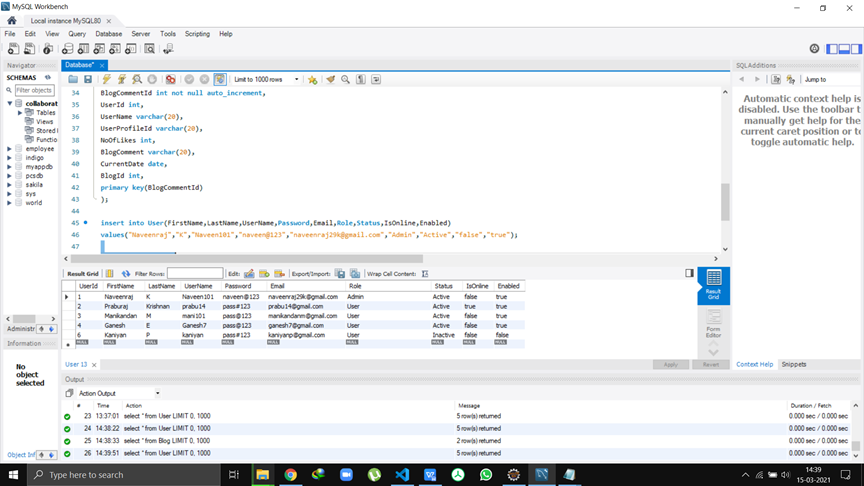 MySQL Workbench
Local instance MySQL80
File Edit View Query Database Server Tools Scripting Help
Navigator
SCHEMAS
Filter objects
collaborat
Tables
Views
Stored
Functio
employee
indigo
myappdb
pcsdb
sakila
sys
world
Administr
Information
No object selected
Object Inf
Database*
Limit to 1000 rows
34 BlogCommentId int not null auto_increment,
35 UserId int,
36 UserName varchar(20),
37 UserProfileId varchar(20),
38 NoOfLikes int,
39 BlogComment varchar(20),
40 CurrentDate date,
41 BlogId int,
42 primary key(BlogCommentId)
43 );
44
45 insert into User(FirstName,LastName,UserName,Password,Email,Role,Status,IsOnline,Enabled)
46 values("Naveenraj","K","Naveen101","naveen@123","naveenraj29k@gmail.com","Admin","Active","false","true");
47
Result Grid Filter Rows: Edit: Export/Import: Wrap Cell Content:
UserId FirstName LastName UserName Password Email Role Status IsOnline Enabled
1 Naveenraj K Naveen101 naveen@123 naveenraj29k@gmail.com Admin Active false true
2 Praburaj Krishnan prabu14 pass#123 prabu14@gmail.com User Active true true
3 Manikandan M mani101 pass@123 manikandanm@gmail.com User Active false true
4 Ganesh E Ganesh7 pass@123 ganesh7@gmail.com User Active false true
6 Kaniyan P kaniyan pass#123 kaniyanp@gmail.com User Inactive false false
NULL NULL NULL NULL NULL NULL NULL NULL NULL NULL
Result Grid
Form Editor
User 13
Apply Revert
SQLAdditions
Jump to
Automatic context help is
disabled. Use the toolbar t
manually get help for the
current caret position or to
toggle automatic help.
Context Help Snippets
Output
Action Output
# Time Action Message Duration / Fetch
23 13:37:01 select * from User LIMIT 0, 1000 5 row(s) returned 0.000 sec / 0.000 sec
24 14:38:22 select * from User LIMIT 0, 1000 5 row(s) returned 0.000 sec / 0.000 sec
25 14:38:33 select * from Blog LIMIT 0, 1000 2 row(s) returned 0.000 sec / 0.000 sec
26 14:39:51 select * from User LIMIT 0, 1000 5 row(s) returned 0.000 sec / 0.000 sec
Type here to search
14:39
15-03-2021